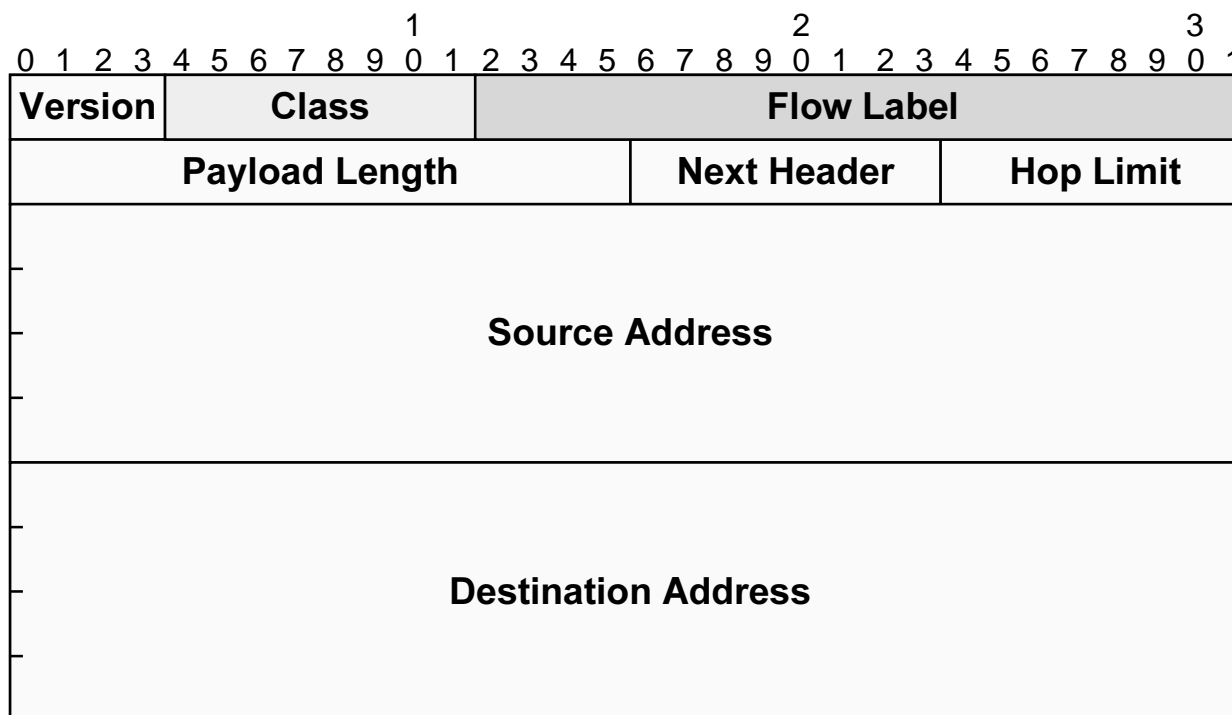 1 2 3
0 1 2 3 4 5 6 7 8 9 0 1 2 3 4 5 6 7 8 9 0 1 2 3 4 5 6 7 8 9 0 1
Version Class Flow Label
Payload Length Next Header Hop Limit
Source Address
Destination Address